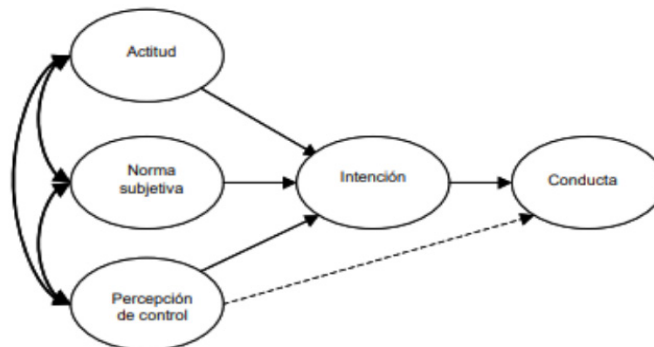 Actitud
Norma
subjetiva
Intención
Conducta
Percepción
de control